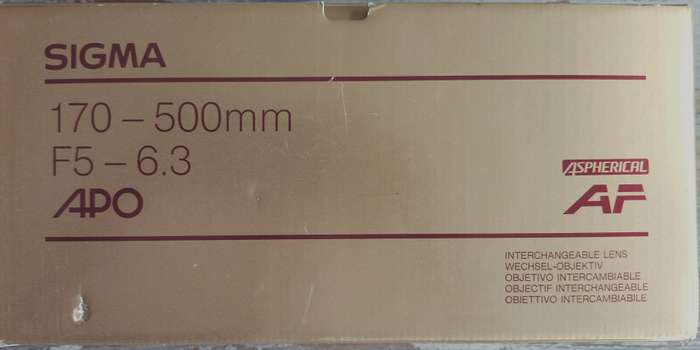 SIGMA
170 – 500mm
F5 – 6.3
APO
ASPHERICAL
AF
INTERCHANGEABLE LENS
WECHSEL-OBJEKTIV
OBJETIVO INTERCAMBIABLE
OBJECTIF INTERCHANGEABLE
OBIETTIVO INTERCAMBIABILE